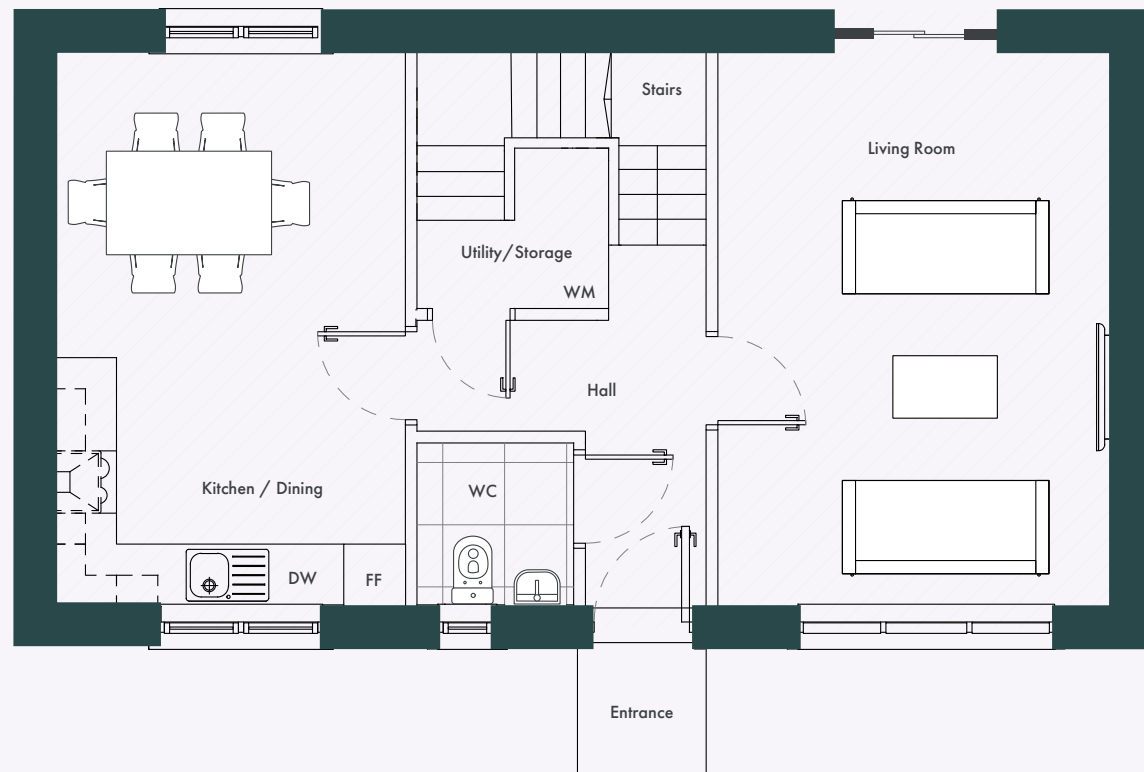 Stairs
Living Room
Utility/Storage
WM
Hall
Kitchen / Dining
WC
DW
FF
Entrance